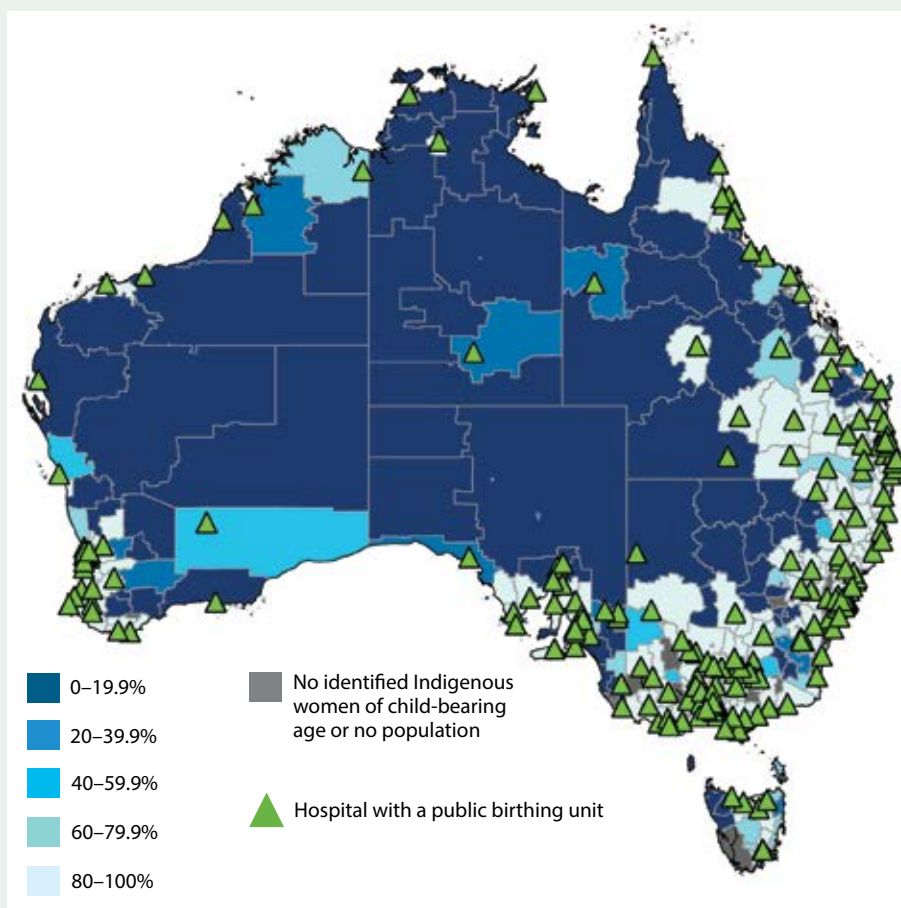 0–19.9%
20–39.9%
40–59.9%
60–79.9%
80–100%
No identified Indigenous
women of child-bearing
age or no population
Hospital with a public birthing unit